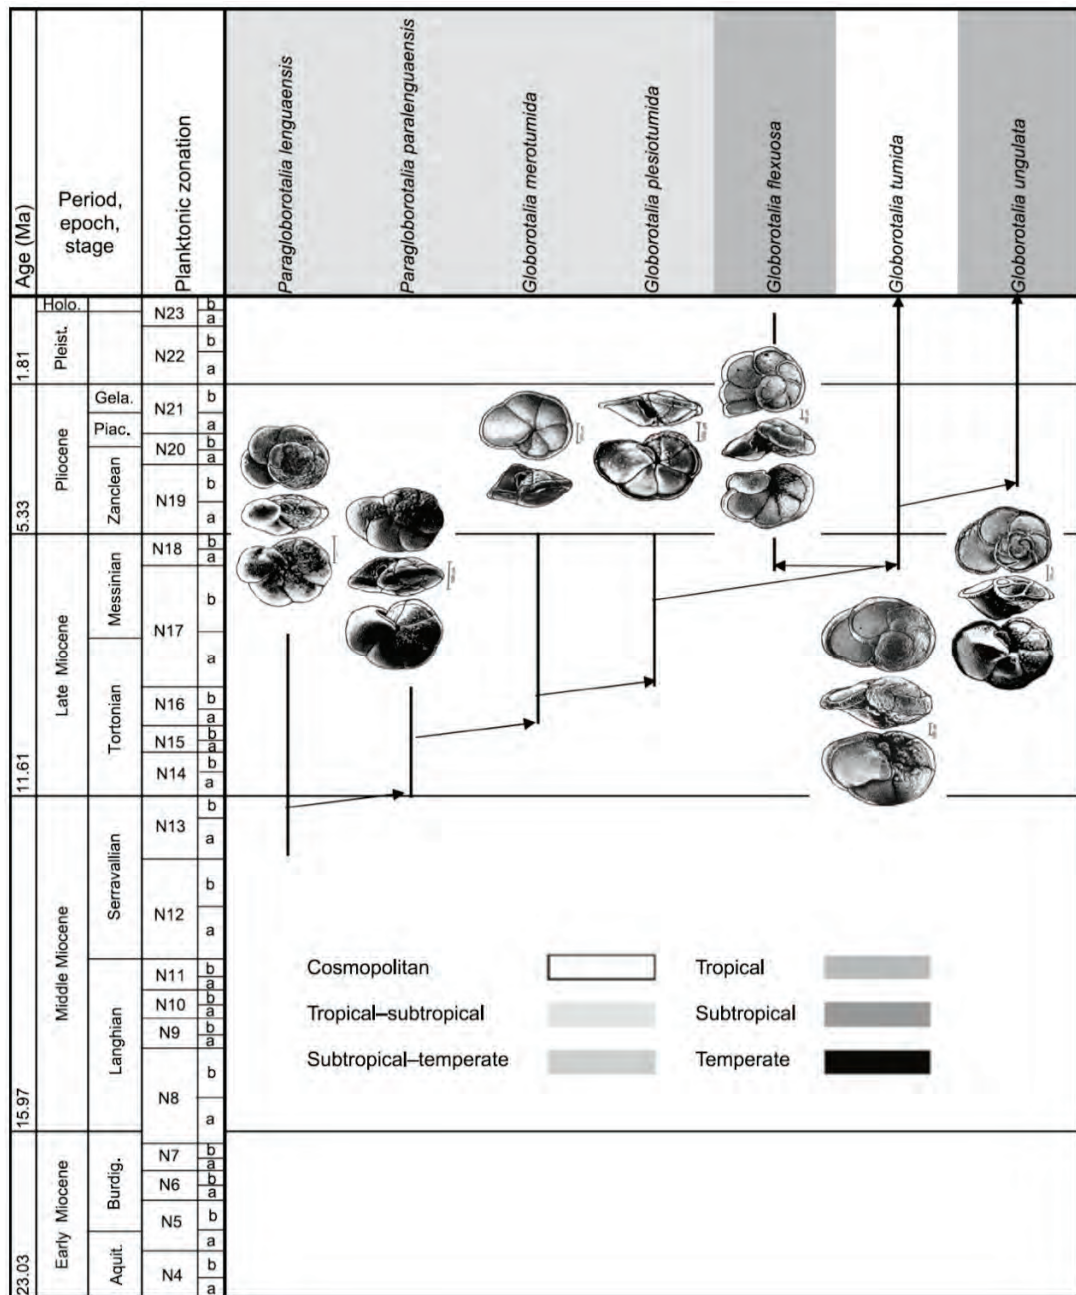 Age (Ma)
Period,
epoch,
stage
Planktonic zonation
Paragloborotalia lenguaensis
Paragloborotalia paralenguaensis
Globorotalia merotumida
Globorotalia plesiotumida
Globorotalia flexuosa
Globorotalia tumida
Globorotalia ungulata
1.81
5.33
11.61
15.97
23.03
Holo.
Pleist.
Pliocene
Late Miocene
Middle Miocene
Early Miocene
Gela.
Piac.
Zanclean
Messinian
Tortonian
Serravallian
Langhian
Burdig.
Aquit.
N23 b
a
N22 b
a
N21 b
a
N20 b
a
N19 b
a
N18 b
a
N17 b
a
N16 b
a
N15 b
a
N14 b
a
N13 b
a
N12 b
a
N11 b
a
N10 b
a
N9 b
a
N8 b
a
N7 b
a
N6 b
a
N5 b
a
N4 b
a
Cosmopolitan
Tropical
Tropical–subtropical
Subtropical
Subtropical–temperate
Temperate